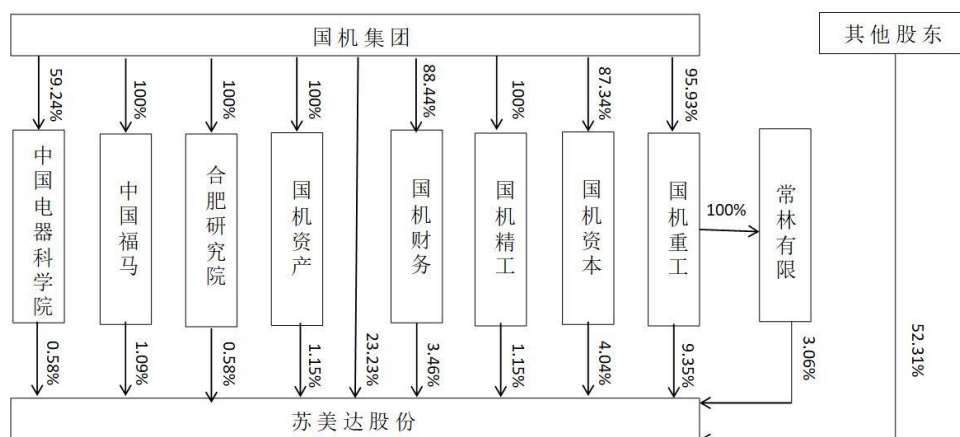 国机集团
其他股东
59.24%
100%
100%
100%
88.44%
100%
87.34%
95.93%
中国电器科学院
中国福马
合肥研究院
国机资产
国机财务
国机精工
国机资本
国机重工
100%
常林有限
0.58%
1.09%
0.58%
1.15%
23.23%
3.46%
1.15%
4.04%
9.35%
3.06%
52.31%
苏美达股份